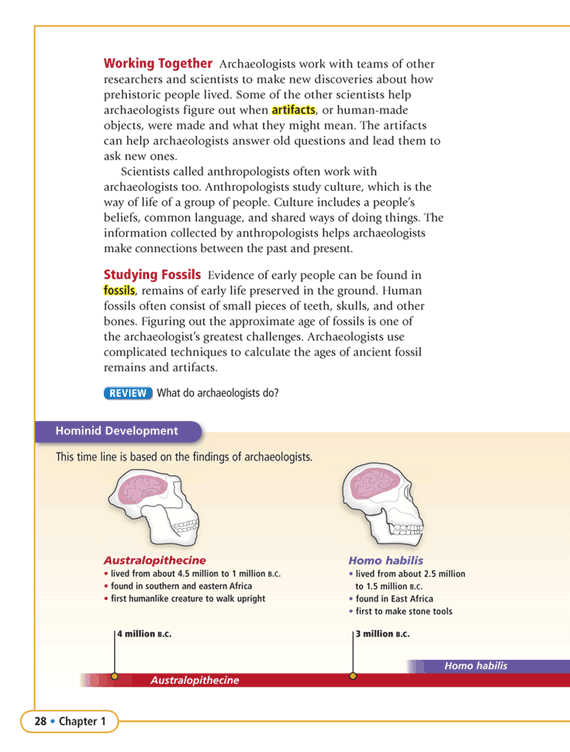 Working Together Archaeologists work with teams of other
researchers and scientists to make new discoveries about how
prehistoric people lived. Some of the other scientists help
archaeologists figure out when artifacts, or human-made
objects, were made and what they might mean. The artifacts
can help archaeologists answer old questions and lead them to
ask new ones.
Scientists called anthropologists often work with
archaeologists too. Anthropologists study culture, which is the
way of life of a group of people. Culture includes a people's
beliefs, common language, and shared ways of doing things. The
information collected by anthropologists helps archaeologists
make connections between the past and present.
Studying Fossils Evidence of early people can be found in
fossils, remains of early life preserved in the ground. Human
fossils often consist of small pieces of teeth, skulls, and other
bones. Figuring out the approximate age of fossils is one of
the archaeologist's greatest challenges. Archaeologists use
complicated techniques to calculate the ages of ancient fossil
remains and artifacts.
REVIEW What do archaeologists do?
Hominid Development
This time line is based on the findings of archaeologists.
Australopithecine
• lived from about 4.5 million to 1 million B.C.
• found in southern and eastern Africa
• first humanlike creature to walk upright
Homo habilis
• lived from about 2.5 million
to 1.5 million B.C.
• found in East Africa
• first to make stone tools
4 million B.C.
3 million B.C.
Homo habilis
Australopithecine
28 • Chapter 1